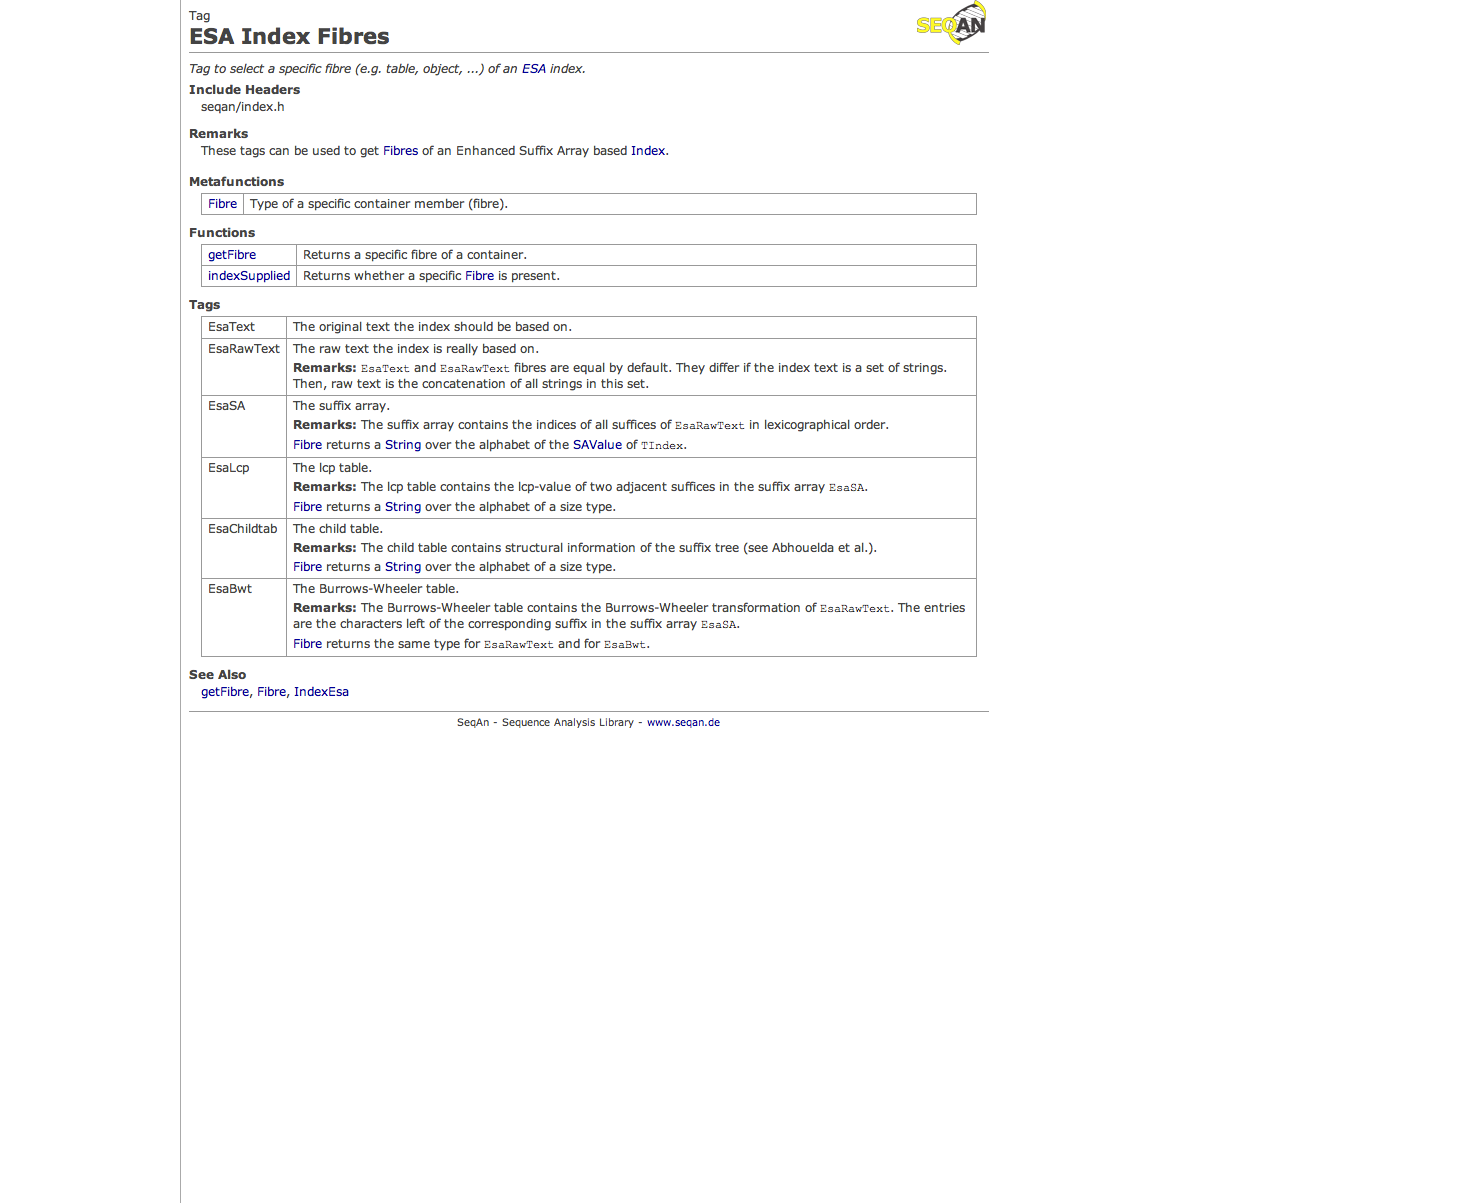 Tag
ESA Index Fibres
SEQAN
Tag to select a specific fibre (e.g. table, object, ...) of an ESA index.
Include Headers
seqan/index.h
Remarks
These tags can be used to get Fibres of an Enhanced Suffix Array based Index.
Metafunctions
Fibre Type of a specific container member (fibre).
Functions
getFibre Returns a specific fibre of a container.
indexSupplied Returns whether a specific Fibre is present.
Tags
EsaText The original text the index should be based on.
EsaRawText The raw text the index is really based on.
Remarks: EsaText and EsaRawText fibres are equal by default. They differ if the index text is a set of strings.
Then, raw text is the concatenation of all strings in this set.
EsaSA The suffix array.
Remarks: The suffix array contains the indices of all suffices of EsaRawText in lexicographical order.
Fibre returns a String over the alphabet of the SAValue of TIndex.
EsaLcp The lcp table.
Remarks: The lcp table contains the lcp-value of two adjacent suffices in the suffix array EsaSA.
Fibre returns a String over the alphabet of a size type.
EsaChildtab The child table.
Remarks: The child table contains structural information of the suffix tree (see Abhouelda et al.).
Fibre returns a String over the alphabet of a size type.
EsaBwt The Burrows-Wheeler table.
Remarks: The Burrows-Wheeler table contains the Burrows-Wheeler transformation of EsaRawText. The entries
are the characters left of the corresponding suffix in the suffix array EsaSA.
Fibre returns the same type for EsaRawText and for EsaBwt.
See Also
getFibre, Fibre, IndexEsa
SeqAn - Sequence Analysis Library - www.seqan.de